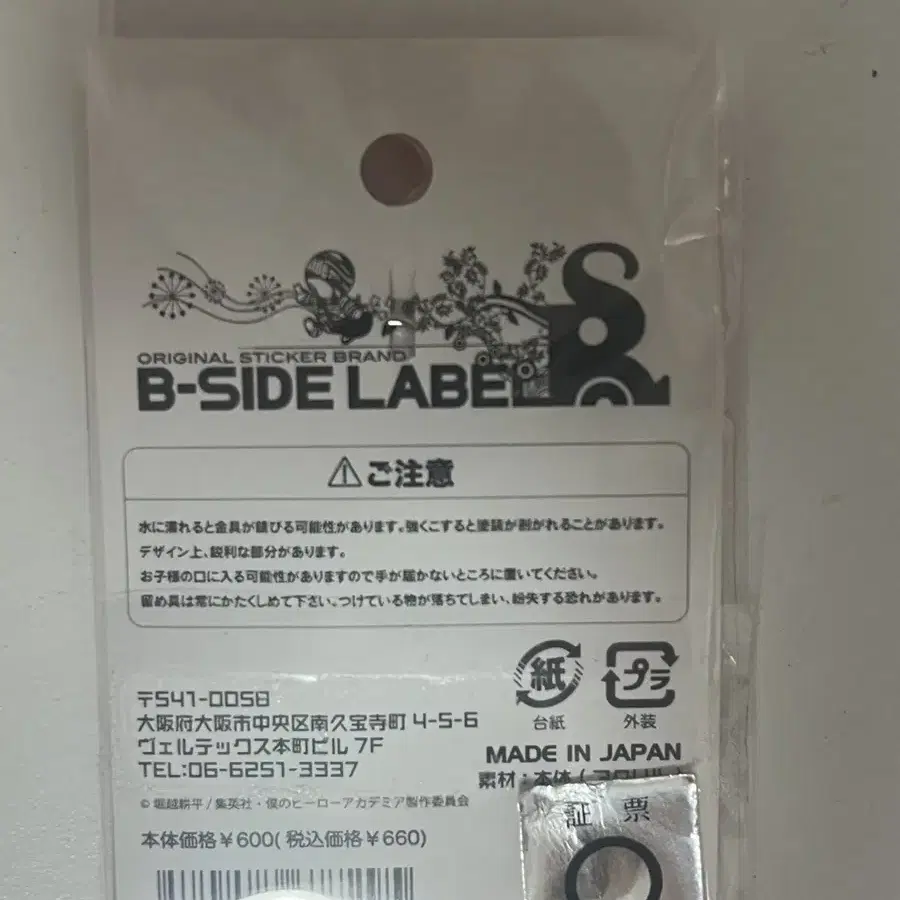 ORIGINAL STICKER BRAND
B-SIDE LABEL
⚠ご注意
水に濡れると金具が錆びる可能性があります。強くこすると塗装が剥がれることがあります。
デザイン上、鋭利な部分があります。
お子様の口に入る可能性がありますので手が届かないところに置いてください。
留め具は常にかたくしめて下さい。つけている物が落ちてしまい、紛失する恐れがあります。
紙
台紙
プラ
外装
〒541-0058
大阪府大阪市中央区南久宝寺町 4-5-6
ヴェルテックス本町ビル 7F
TEL:06-6251-3337
MADE IN JAPAN
素材：本体（アクリル）
© 堀越耕平／集英社・僕のヒーローアカデミア製作委員会
本体価格￥600( 税込価格￥660)
証 票